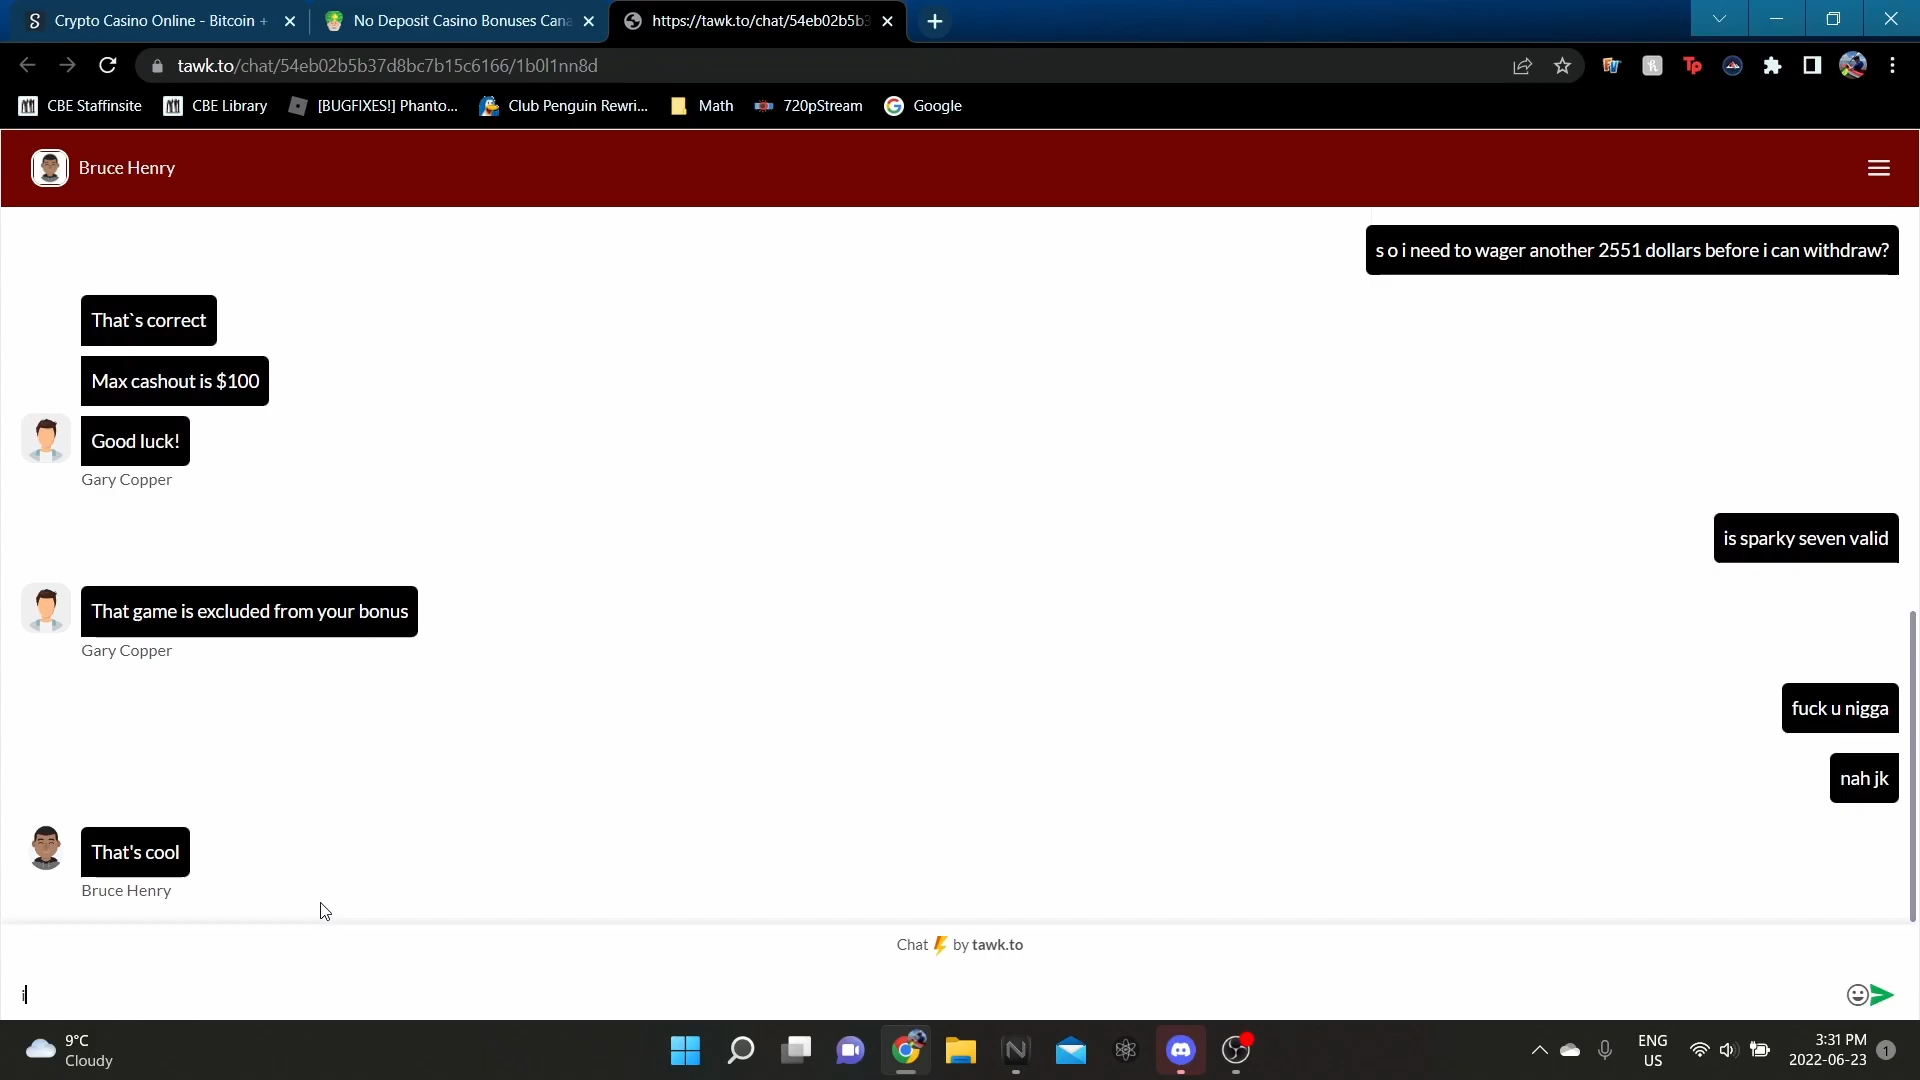 Crypto Casino Online - Bitcoin +
No Deposit Casino Bonuses Cana
https://tawk.to/chat/54eb02b5b3
tawk.to/chat/54eb02b5b37d8bc7b15c6166/1b0l1nn8d
CBE Staffinsite
CBE Library
[BUGFIXES!] Phanto...
Club Penguin Rewri...
Math
720pStream
Google
Bruce Henry
s o i need to wager another 2551 dollars before i can withdraw?
That`s correct
Max cashout is $100
Good luck!
Gary Copper
is sparky seven valid
That game is excluded from your bonus
Gary Copper
fuck u nigga
nah jk
That's cool
Bruce Henry
Chat ⚡ by tawk.to
i
9°C
Cloudy
ENG
US
3:31 PM
2022-06-23
1